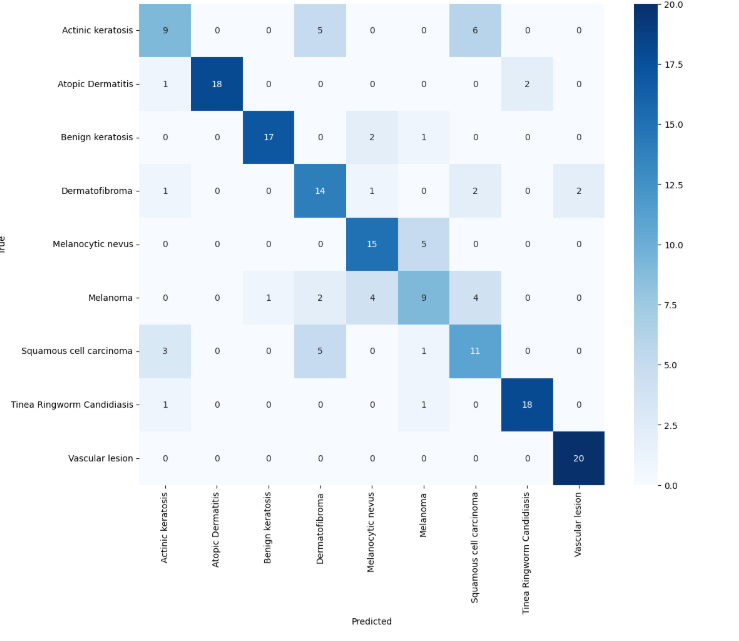 Actinic keratosis 9 0 0 5 0 6 0 0
Atopic Dermatitis 1 18 0 0 0 0 0 2 0
Benign keratosis 0 0 17 0 2 1 0 0 0
Dermatofibroma 1 0 0 14 1 0 2 0 2
Melanocytic nevus 0 0 0 0 15 5 0 0 0
Melanoma 0 0 1 2 4 9 4 0 0
Squamous cell carcinoma 3 0 0 5 0 1 11 0 0
Tinea Ringworm Candidiasis 1 0 0 0 0 1 0 18 0
Vascular lesion 0 0 0 0 0 0 0 0 20
Actinic keratosis
Atopic Dermatitis
Benign keratosis
Dermatofibroma
Melanocytic nevus
Melanoma
Squamous cell carcinoma
Tinea Ringworm Candidiasis
Vascular lesion
Predicted
20.0
17.5
15.0
12.5
10.0
7.5
5.0
2.5
0.0